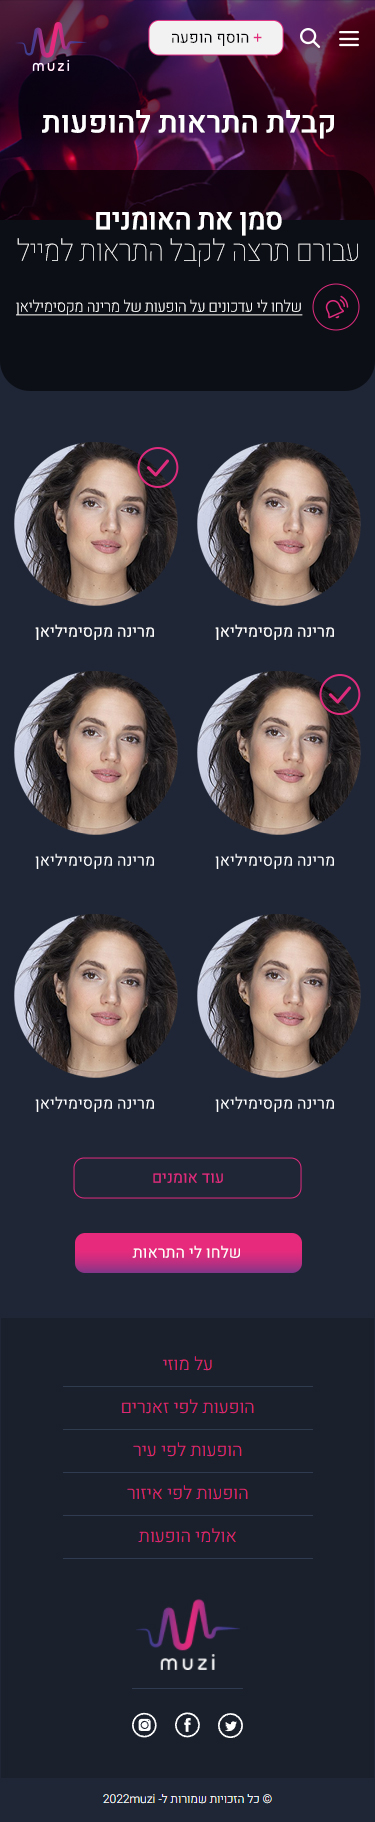 muzi
הוסף הופעה +
קבלת התראות להופעות
סמן את האומנים
עבורם תרצה לקבל התראות למייל
שלחו לי עדכונים על הופעות של מרינה מקסימיליאן
מרינה מקסימיליאן
מרינה מקסימיליאן
מרינה מקסימיליאן
מרינה מקסימיליאן
מרינה מקסימיליאן
מרינה מקסימיליאן
עוד אומנים
שלחו לי התראות
על מוזי
הופעות לפי זאנרים
הופעות לפי עיר
הופעות לפי איזור
אולמי הופעות
muzi
© כל הזכויות שמורות ל- 2022muzi